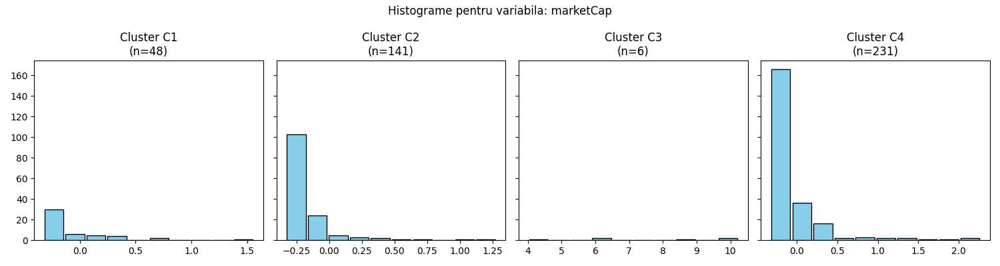 Histograme pentru variabila: marketCap
Cluster C1
(n=48)
Cluster C2
(n=141)
Cluster C3
(n=6)
Cluster C4
(n=231)
160
140
120
100
80
60
40
20
0
0.0 0.5 1.0 1.5
−0.25 0.00 0.25 0.50 0.75 1.00 1.25
4 5 6 7 8 9 10
0.0 0.5 1.0 1.5 2.0